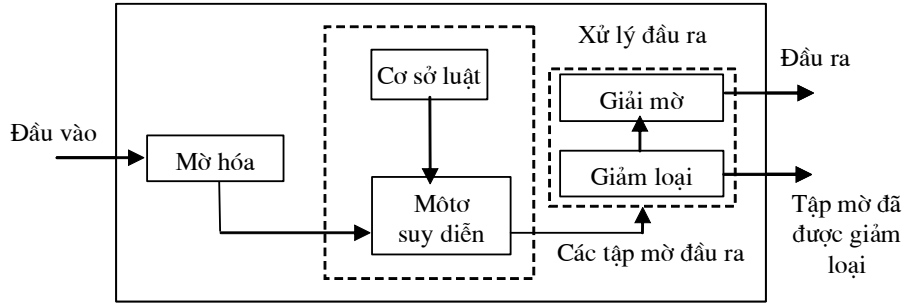 Xử lý đầu ra
Đầu ra
Cơ sở luật
Giải mờ
Đầu vào
Mờ hóa
Giảm loại
Môtơ
suy diễn
Tập mờ đã
được giảm
loại
Các tập mờ đầu ra